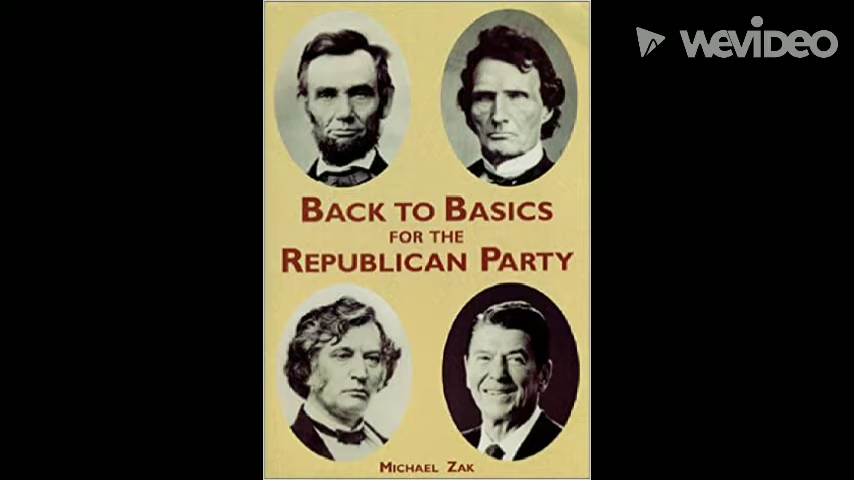 WEVIDEO
BACK TO BASICS
FOR THE
REPUBLICAN PARTY
MICHAEL ZAK